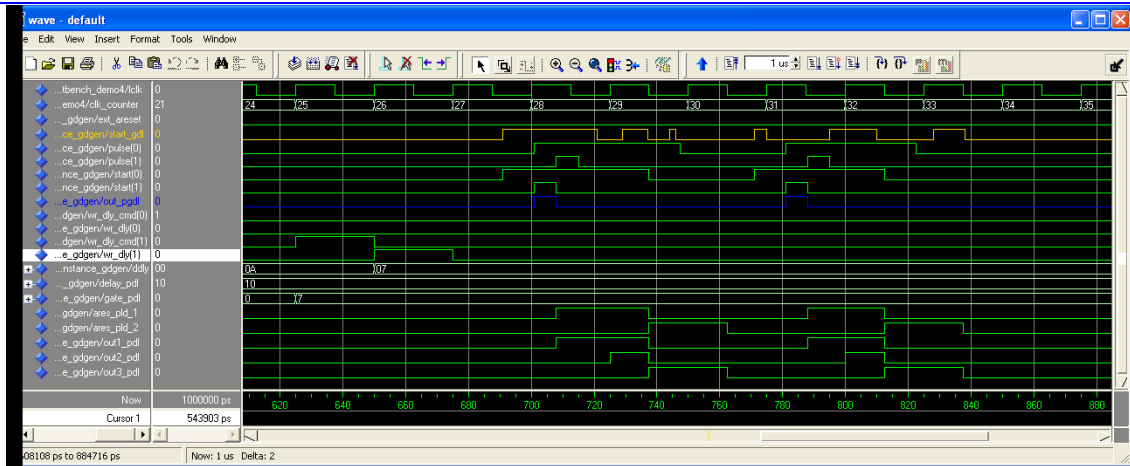 wave - default
e Edit View Insert Format Tools Window
1 us
...tbench_demo4/lclk 0
...emo4/clk_counter 21 24 25 26 27 28 29 30 31 32 33 34 35
..._gdgen/ext_areset 0
...ce_gdgen/start_gdl 0
...ce_gdgen/pulse(0) 0
...ce_gdgen/pulse(1) 0
...nce_gdgen/start(0) 0
...nce_gdgen/start(1) 0
...e_gdgen/out_pgdl 0
...dgen/wr_dly_cmd(0) 1
...e_gdgen/wr_dly(0) 0
...dgen/wr_dly_cmd(1) 0
...e_gdgen/wr_dly(1) 0
...nstance_gdgen/ddly 00 0A 07
..._gdgen/delay_pdl 10 10
...e_gdgen/gate_pdl 0 0 7
...gdgen/ares_pld_1 0
...gdgen/ares_pld_2 0
...e_gdgen/out1_pdl 0
...e_gdgen/out2_pdl 0
...e_gdgen/out3_pdl 0
Now 1000000 ps
620 640 660 680 700 720 740 760 780 800 820 840 860 880
Cursor 1 543903 ps
08108 ps to 884716 ps Now: 1 us Delta: 2